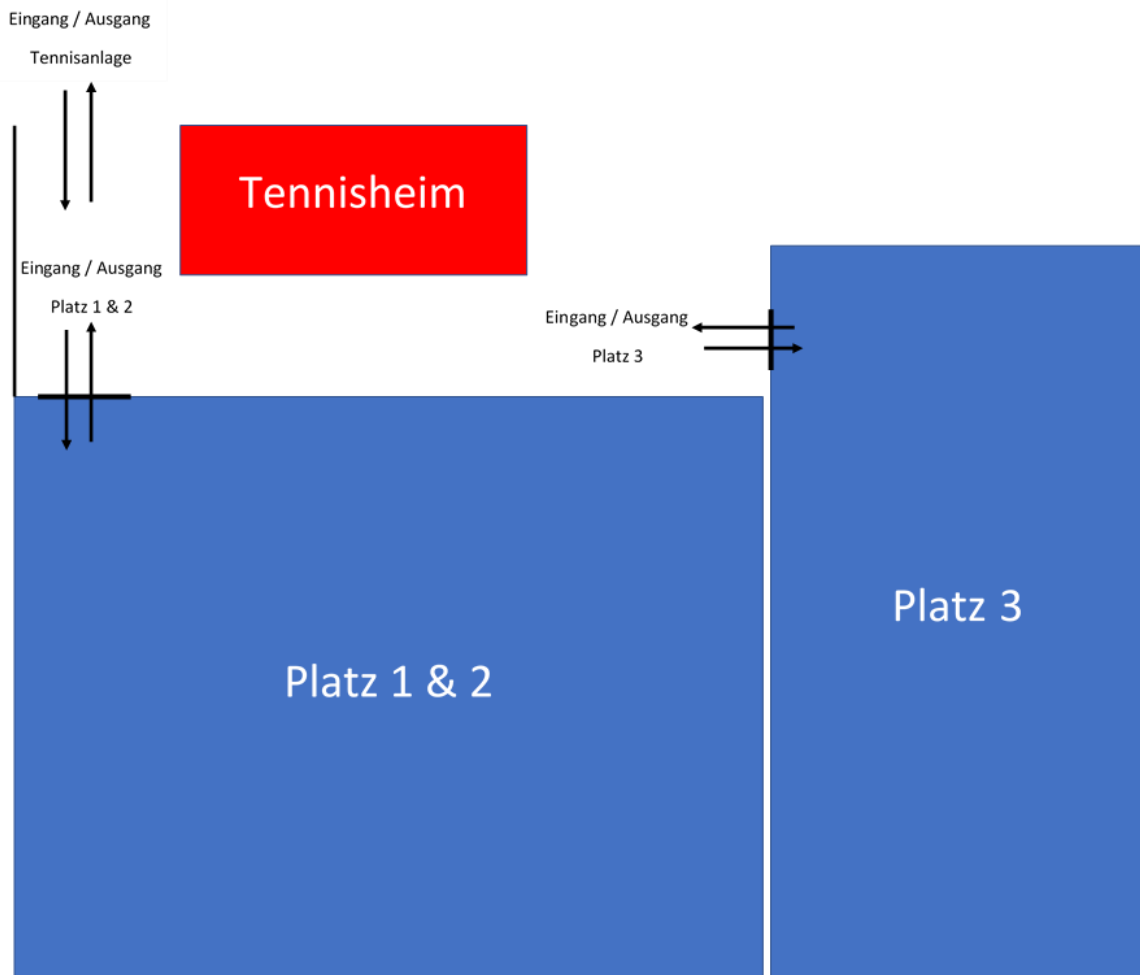 Eingang / Ausgang
Tennisanlage
Tennisheim
Eingang / Ausgang
Platz 1 & 2
Eingang / Ausgang
Platz 3
Platz 3
Platz 1 & 2